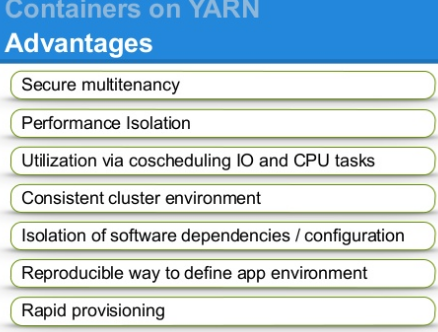 Containers on YARN
Advantages
Secure multitenancy
Performance Isolation
Utilization via coscheduling IO and CPU tasks
Consistent cluster environment
Isolation of software dependencies / configuration
Reproducible way to define app environment
Rapid provisioning